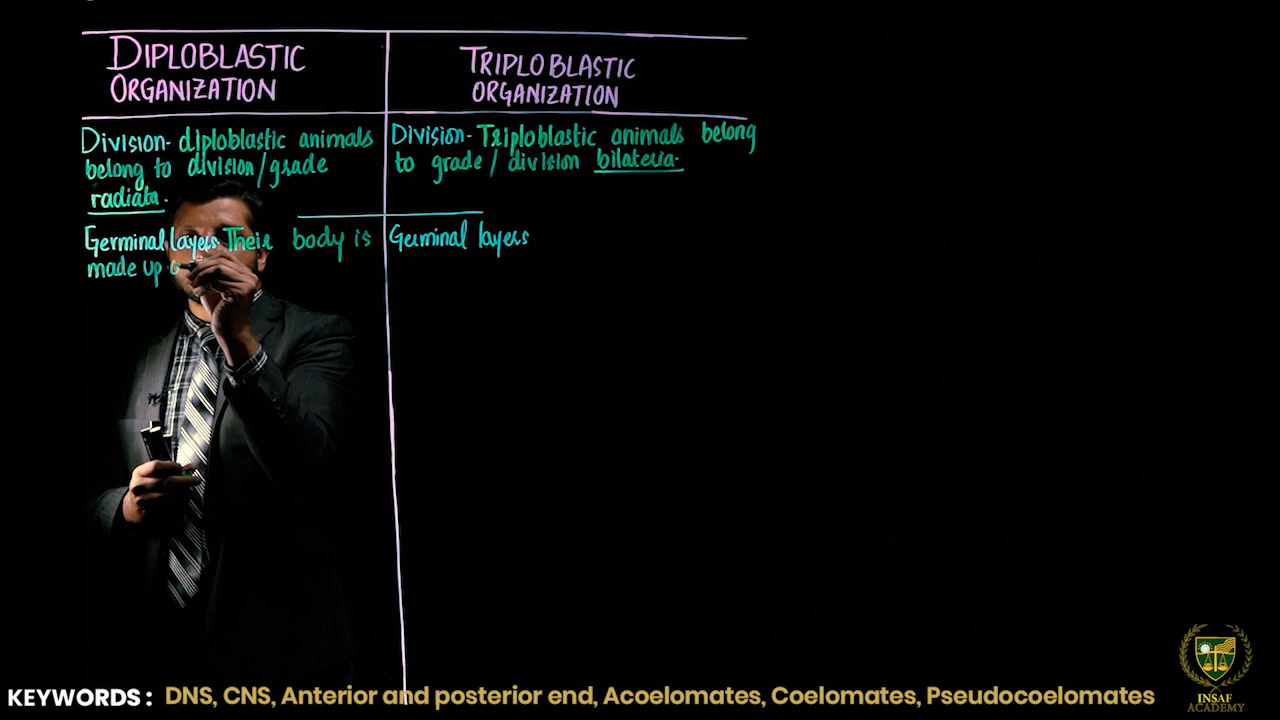 DIPLOBLASTIC
ORGANIZATION
TRIPLOBLASTIC
ORGANIZATION
Division- diploblastic animals
belong to division/grade
radiata.
Division- Triploblastic animals belong
to grade / division bilateria.
Germinal layers Their body is
made up
Germinal layers
KEYWORDS : DNS, CNS, Anterior and posterior end, Acoelomates, Coelomates, Pseudocoelomates
INSAF
ACADEMY